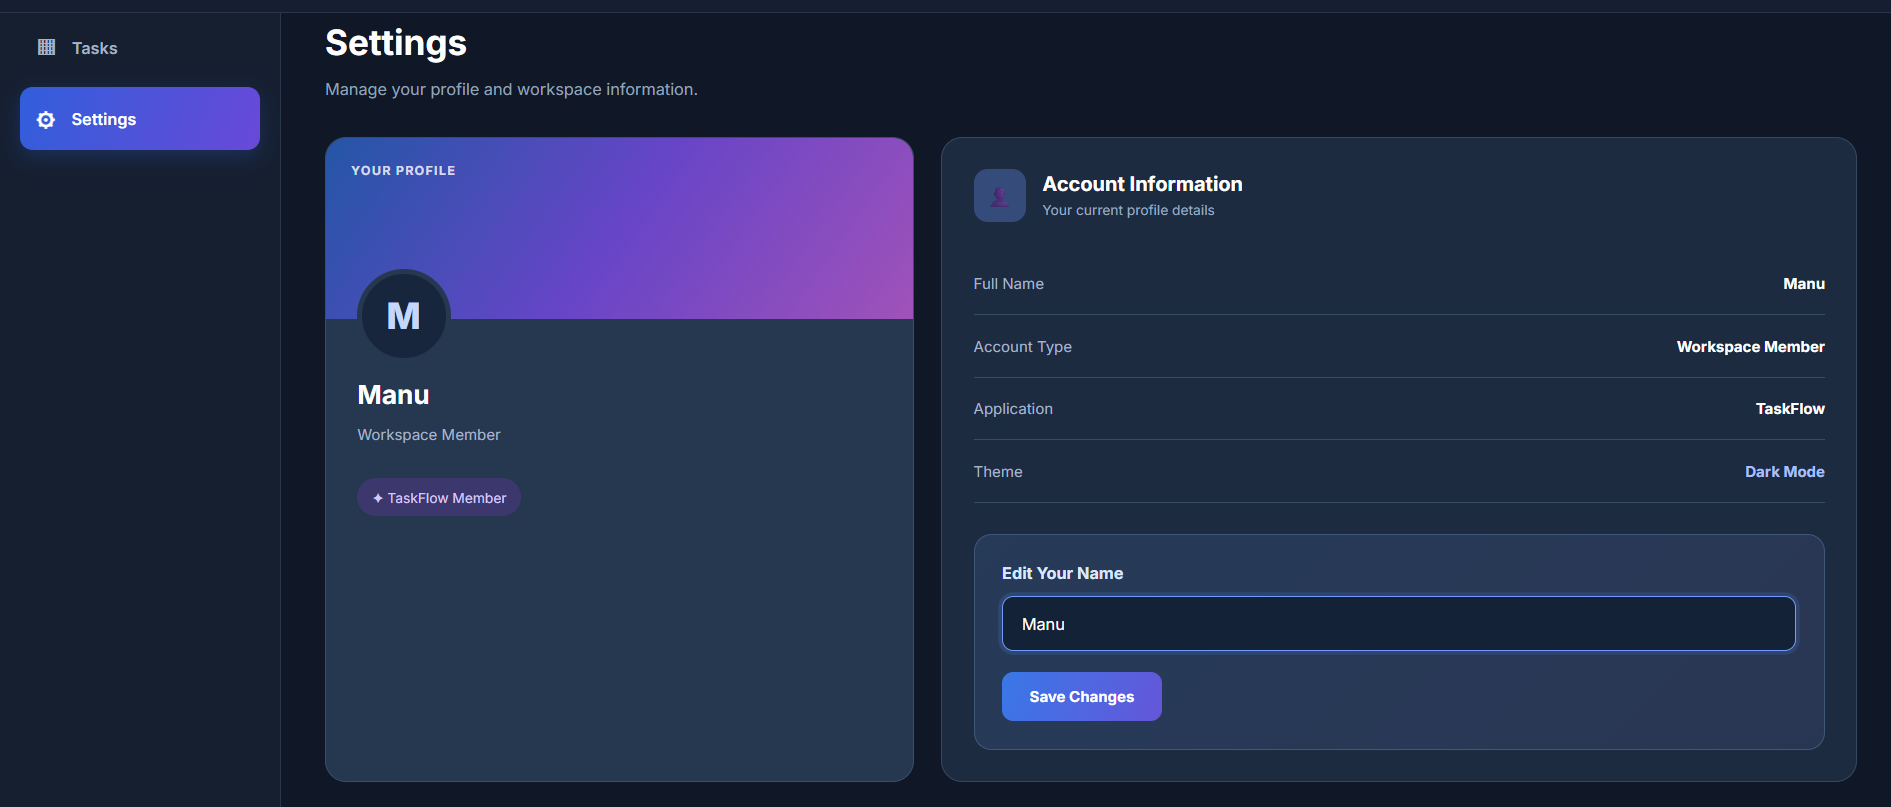 Tasks
Settings
Settings
Manage your profile and workspace information.
YOUR PROFILE
M
Manu
Workspace Member
✦ TaskFlow Member
Account Information
Your current profile details
Full Name Manu
Account Type Workspace Member
Application TaskFlow
Theme Dark Mode
Edit Your Name
Manu
Save Changes